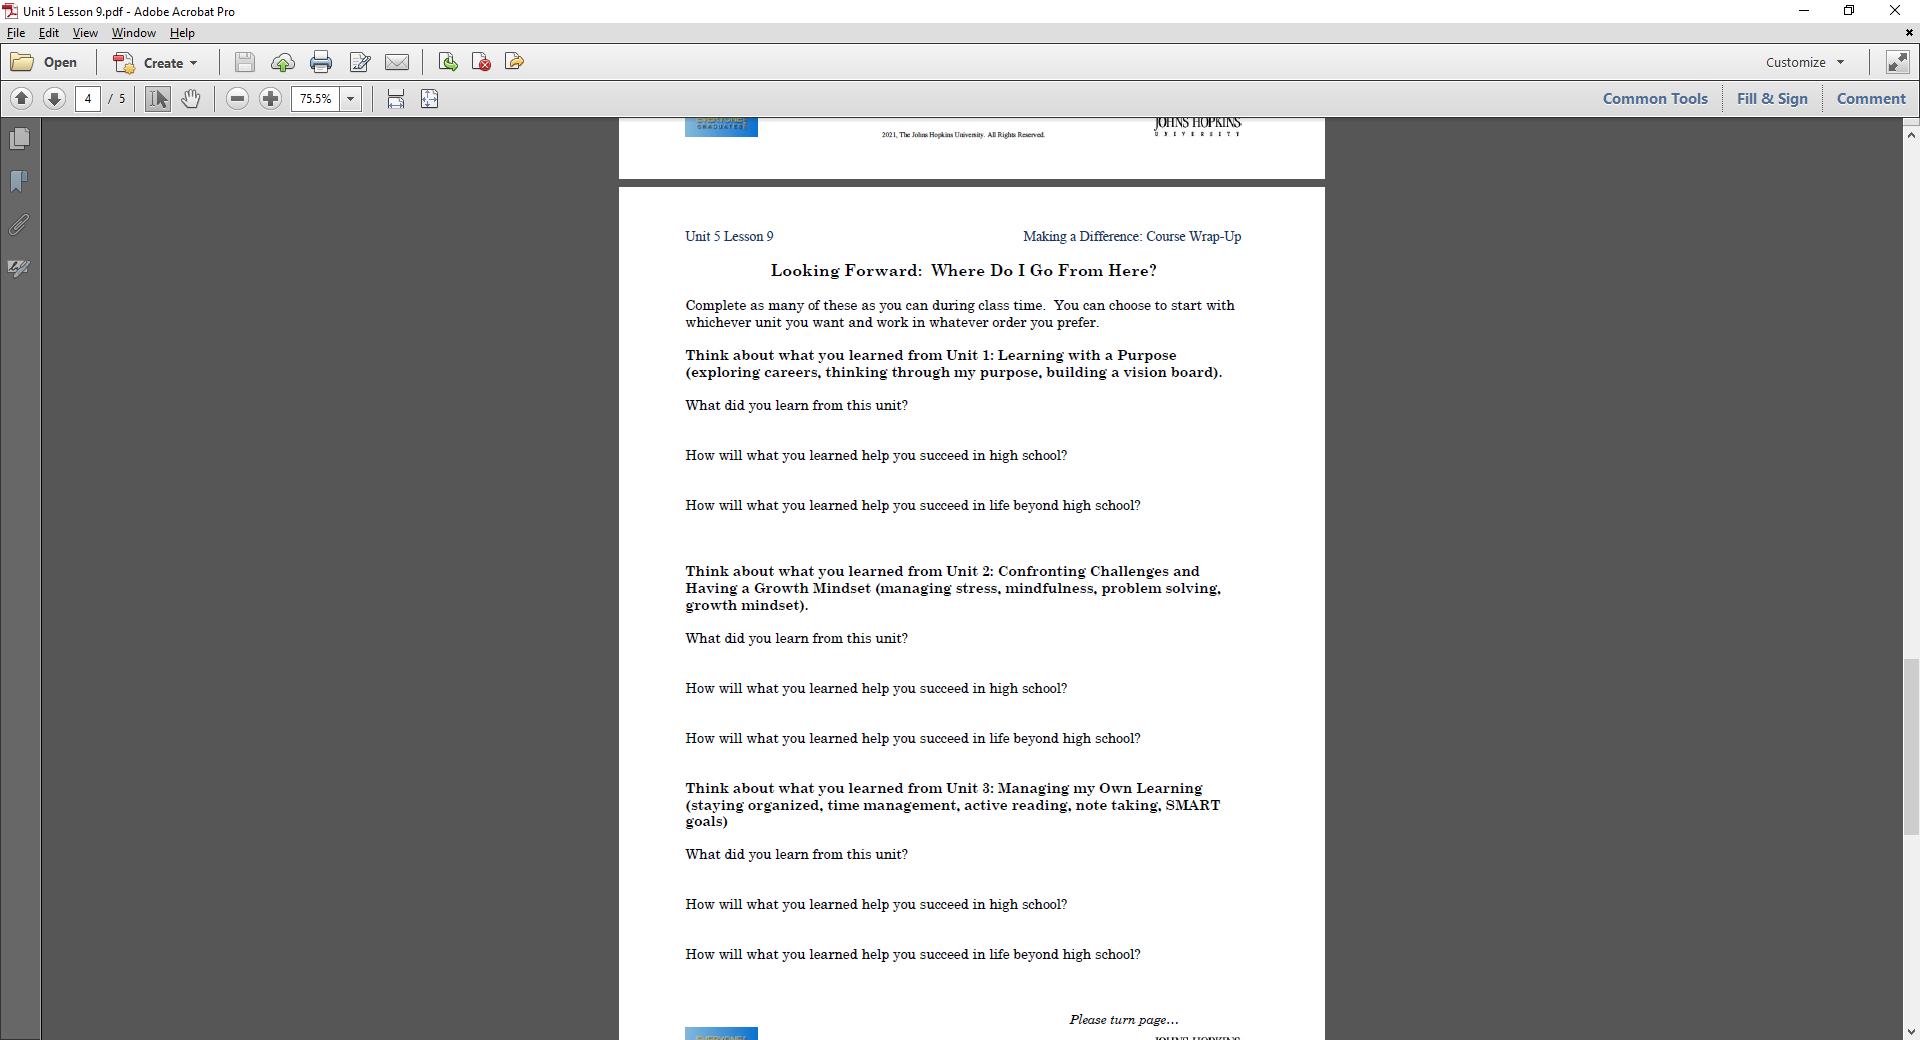 Unit 5 Lesson 9.pdf - Adobe Acrobat Pro
File Edit View Window Help
Open Create Customize
4 / 5 75.5% Common Tools Fill & Sign Comment
GRADUATES
JOHNS HOPKINS
UNIVERSITY
2021, The Johns Hopkins University. All Rights Reserved.
Unit 5 Lesson 9 Making a Difference: Course Wrap-Up
Looking Forward: Where Do I Go From Here?
Complete as many of these as you can during class time. You can choose to start with
whichever unit you want and work in whatever order you prefer.
Think about what you learned from Unit 1: Learning with a Purpose
(exploring careers, thinking through my purpose, building a vision board).
What did you learn from this unit?
How will what you learned help you succeed in high school?
How will what you learned help you succeed in life beyond high school?
Think about what you learned from Unit 2: Confronting Challenges and
Having a Growth Mindset (managing stress, mindfulness, problem solving,
growth mindset).
What did you learn from this unit?
How will what you learned help you succeed in high school?
How will what you learned help you succeed in life beyond high school?
Think about what you learned from Unit 3: Managing my Own Learning
(staying organized, time management, active reading, note taking, SMART
goals)
What did you learn from this unit?
How will what you learned help you succeed in high school?
How will what you learned help you succeed in life beyond high school?
Please turn page...